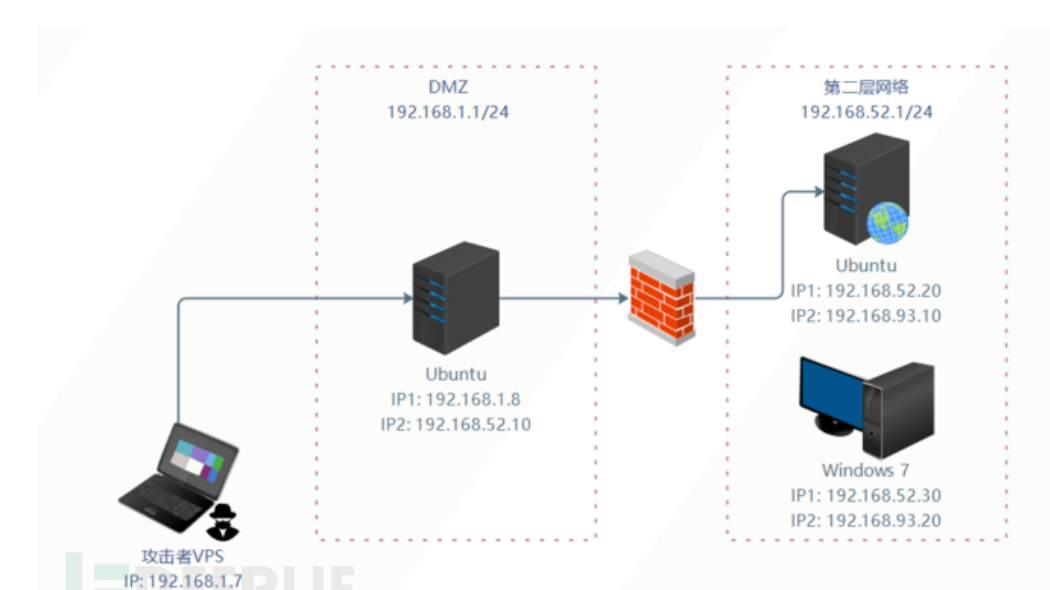 DMZ
192.168.1.1/24
第二层网络
192.168.52.1/24
Ubuntu
IP1: 192.168.52.20
IP2: 192.168.93.10
Ubuntu
IP1: 192.168.1.8
IP2: 192.168.52.10
Windows 7
IP1: 192.168.52.30
IP2: 192.168.93.20
攻击者VPS
IP: 192.168.1.7